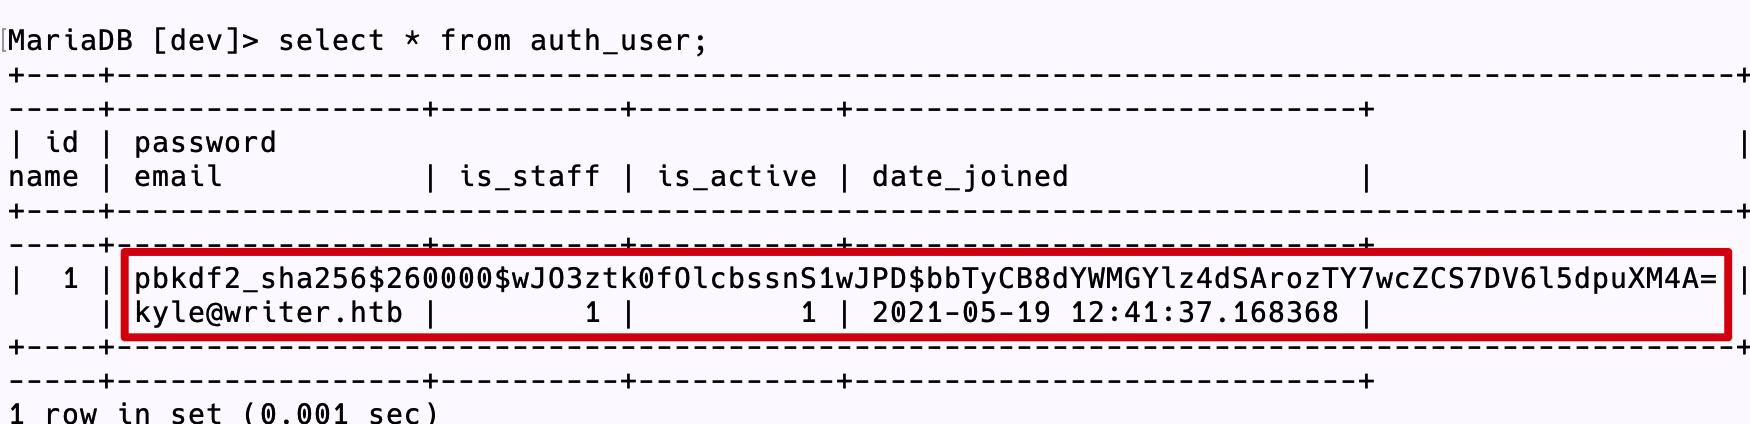 MariaDB [dev]> select * from auth_user;
+----+------------------------------------------------------------------------------------------+
-----+-----------------+----------+-----------+----------------------------+
| id | password                                                                                 |
name | email           | is_staff | is_active | date_joined                |
+----+------------------------------------------------------------------------------------------+
-----+-----------------+----------+-----------+----------------------------+
|  1 | pbkdf2_sha256$260000$wJO3ztk0fOlcbssnS1wJPD$bbTyCB8dYWMGYlz4dSArozTY7wcZCS7DV6l5dpuXM4A= |
     | kyle@writer.htb |        1 |         1 | 2021-05-19 12:41:37.168368 |
+----+------------------------------------------------------------------------------------------+
-----+-----------------+----------+-----------+----------------------------+
1 row in set (0.001 sec)